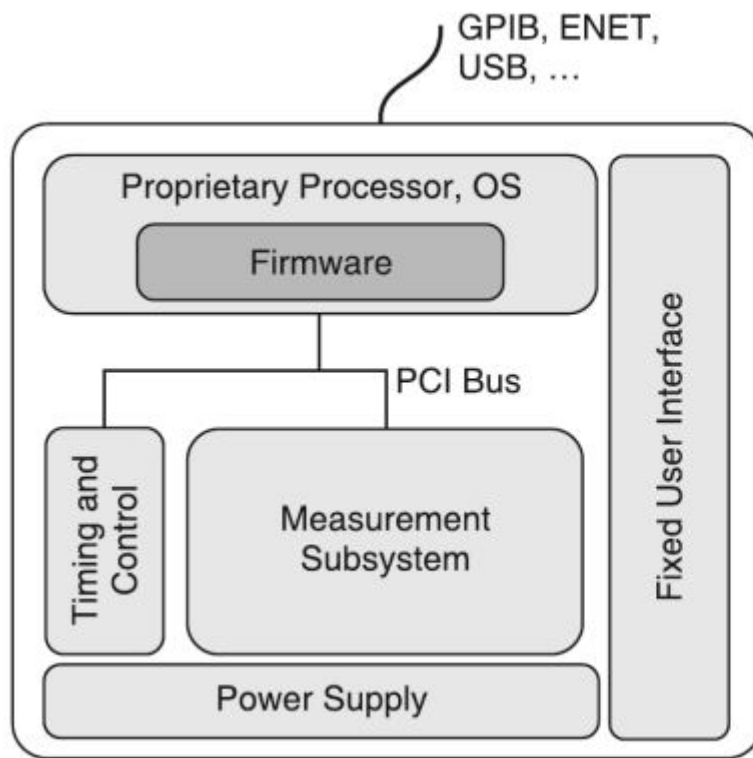 GPIB, ENET,
USB, ...
Proprietary Processor, OS
Firmware
PCI Bus
Timing and
Control
Measurement
Subsystem
Fixed User Interface
Power Supply